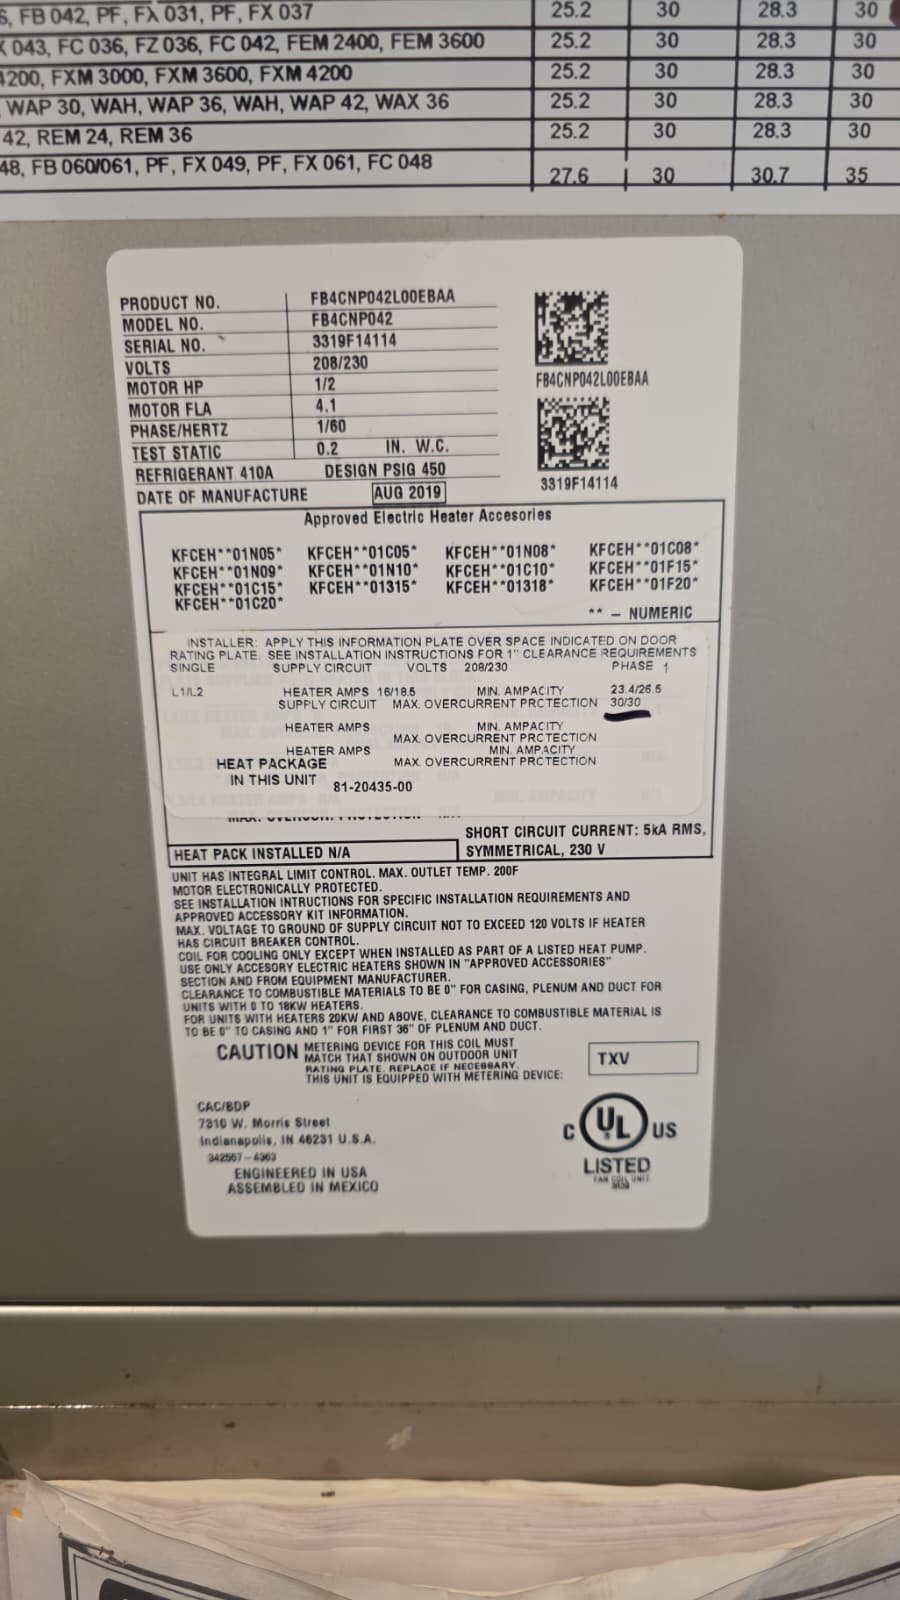 FB 042, PF, FX 031, PF, FX 037 25.2 30 28.3 30
043, FC 036, FZ 036, FC 042, FEM 2400, FEM 3600 25.2 30 28.3 30
4200, FXM 3000, FXM 3600, FXM 4200 25.2 30 28.3 30
, WAP 30, WAH, WAP 36, WAH, WAP 42, WAX 36 25.2 30 28.3 30
42, REM 24, REM 36 25.2 30 28.3 30
48, FB 060/061, PF, FX 049, PF, FX 061, FC 048 27.6 30 30.7 35
PRODUCT NO. FB4CNP042L00EBAA
MODEL NO. FB4CNP042
SERIAL NO. 3319F14114
VOLTS 208/230
MOTOR HP 1/2
MOTOR FLA 4.1
PHASE/HERTZ 1/60
TEST STATIC 0.2 IN. W.C.
REFRIGERANT 410A DESIGN PSIG 450
DATE OF MANUFACTURE AUG 2019
FB4CNP042L00EBAA
3319F14114
Approved Electric Heater Accesories
KFCEH**01N05* KFCEH**01C05* KFCEH**01N08* KFCEH**01C08*
KFCEH**01N09* KFCEH**01N10* KFCEH**01C10* KFCEH**01F15*
KFCEH**01C15* KFCEH**01315* KFCEH**01318* KFCEH**01F20*
KFCEH**01C20*
** - NUMERIC
INSTALLER: APPLY THIS INFORMATION PLATE OVER SPACE INDICATED ON DOOR
RATING PLATE. SEE INSTALLATION INSTRUCTIONS FOR 1" CLEARANCE REQUIREMENTS
SINGLE SUPPLY CIRCUIT VOLTS 208/230 PHASE 1
L1/L2 HEATER AMPS 16/18.5 MIN. AMPACITY 23.4/26.5
SUPPLY CIRCUIT MAX. OVERCURRENT PROTECTION 30/30
HEATER AMPS MIN. AMPACITY
MAX. OVERCURRENT PROTECTION
HEATER AMPS MIN. AMPACITY
HEAT PACKAGE MAX. OVERCURRENT PROTECTION
IN THIS UNIT 81-20435-00
SHORT CIRCUIT CURRENT: 5kA RMS,
HEAT PACK INSTALLED N/A SYMMETRICAL, 230 V
UNIT HAS INTEGRAL LIMIT CONTROL. MAX. OUTLET TEMP. 200F
MOTOR ELECTRONICALLY PROTECTED.
SEE INSTALLATION INTRUCTIONS FOR SPECIFIC INSTALLATION REQUIREMENTS AND
APPROVED ACCESSORY KIT INFORMATION.
MAX. VOLTAGE TO GROUND OF SUPPLY CIRCUIT NOT TO EXCEED 120 VOLTS IF HEATER
HAS CIRCUIT BREAKER CONTROL.
COIL FOR COOLING ONLY EXCEPT WHEN INSTALLED AS PART OF A LISTED HEAT PUMP.
USE ONLY ACCESORY ELECTRIC HEATERS SHOWN IN "APPROVED ACCESSORIES"
SECTION AND FROM EQUIPMENT MANUFACTURER.
CLEARANCE TO COMBUSTIBLE MATERIALS TO BE 0" FOR CASING, PLENUM AND DUCT FOR
UNITS WITH 0 TO 18KW HEATERS.
FOR UNITS WITH HEATERS 20KW AND ABOVE, CLEARANCE TO COMBUSTIBLE MATERIAL IS
TO BE 0" TO CASING AND 1" FOR FIRST 36" OF PLENUM AND DUCT.
CAUTION METERING DEVICE FOR THIS COIL MUST
MATCH THAT SHOWN ON OUTDOOR UNIT
RATING PLATE. REPLACE IF NECESSARY.
THIS UNIT IS EQUIPPED WITH METERING DEVICE: TXV
CAC/BDP
7310 W. Morris Street
Indianapolis, IN 46231 U.S.A.
342557-4363
ENGINEERED IN USA
ASSEMBLED IN MEXICO
C UL US
LISTED
FAN COIL UNIT